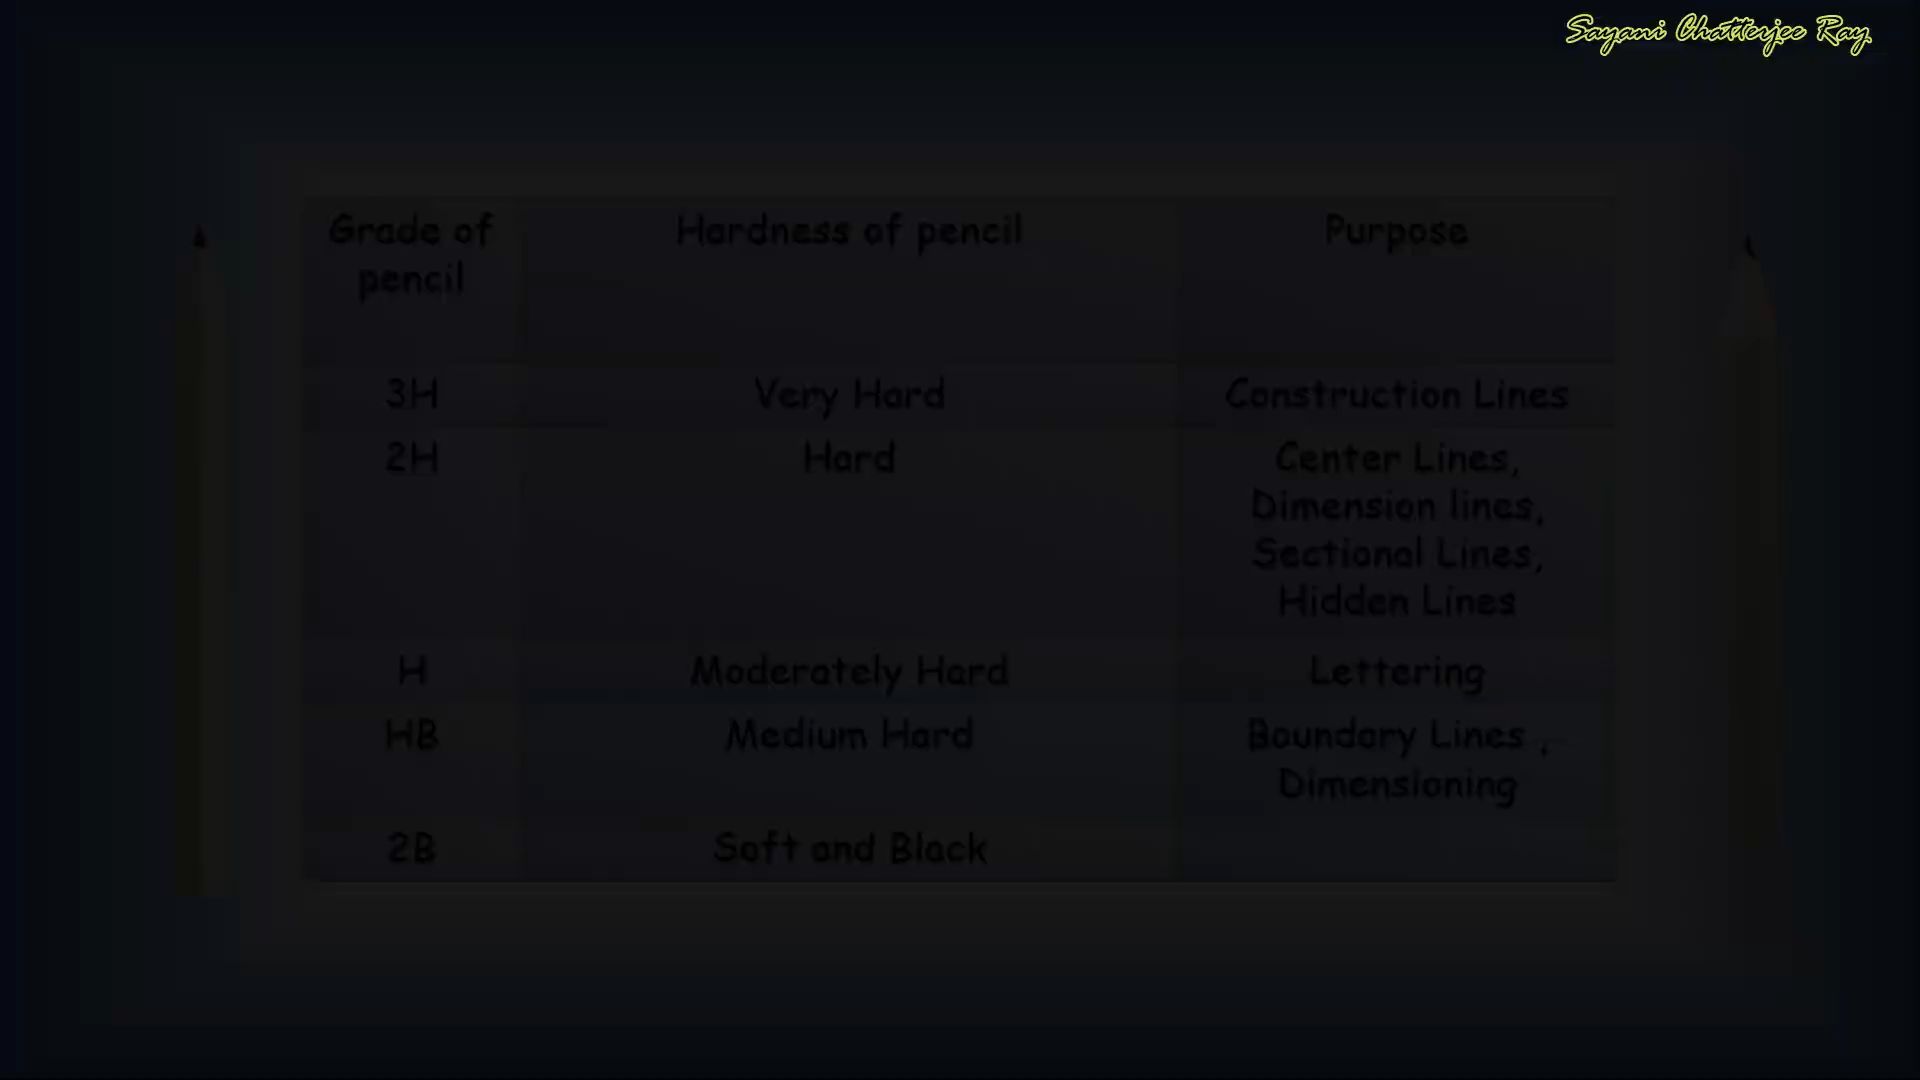 Sayani Chatterjee Ray
Grade of pencil Hardness of pencil Purpose
3H Very Hard Construction Lines
2H Hard Center Lines,
Dimension lines,
Sectional Lines,
Hidden Lines
H Moderately Hard Lettering
HB Medium Hard Boundary Lines ,
Dimensioning
2B Soft and Black